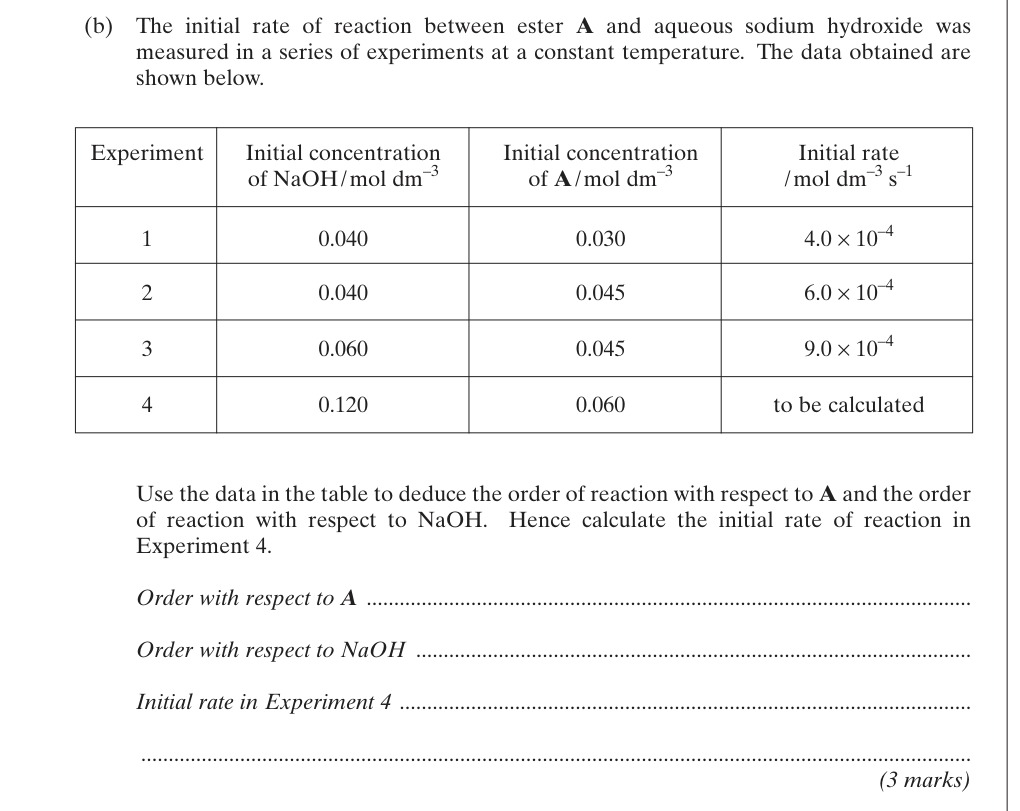 (b) The initial rate of reaction between ester A and aqueous sodium hydroxide was
measured in a series of experiments at a constant temperature. The data obtained are
shown below.
Experiment Initial concentration Initial concentration Initial rate
of NaOH/mol dm⁻³ of A/mol dm⁻³ /mol dm⁻³ s⁻¹
1 0.040 0.030 4.0 × 10⁻⁴
2 0.040 0.045 6.0 × 10⁻⁴
3 0.060 0.045 9.0 × 10⁻⁴
4 0.120 0.060 to be calculated
Use the data in the table to deduce the order of reaction with respect to A and the order
of reaction with respect to NaOH. Hence calculate the initial rate of reaction in
Experiment 4.
Order with respect to A ..............................................................................................................
Order with respect to NaOH .....................................................................................................
Initial rate in Experiment 4 ........................................................................................................
.......................................................................................................................................................
(3 marks)